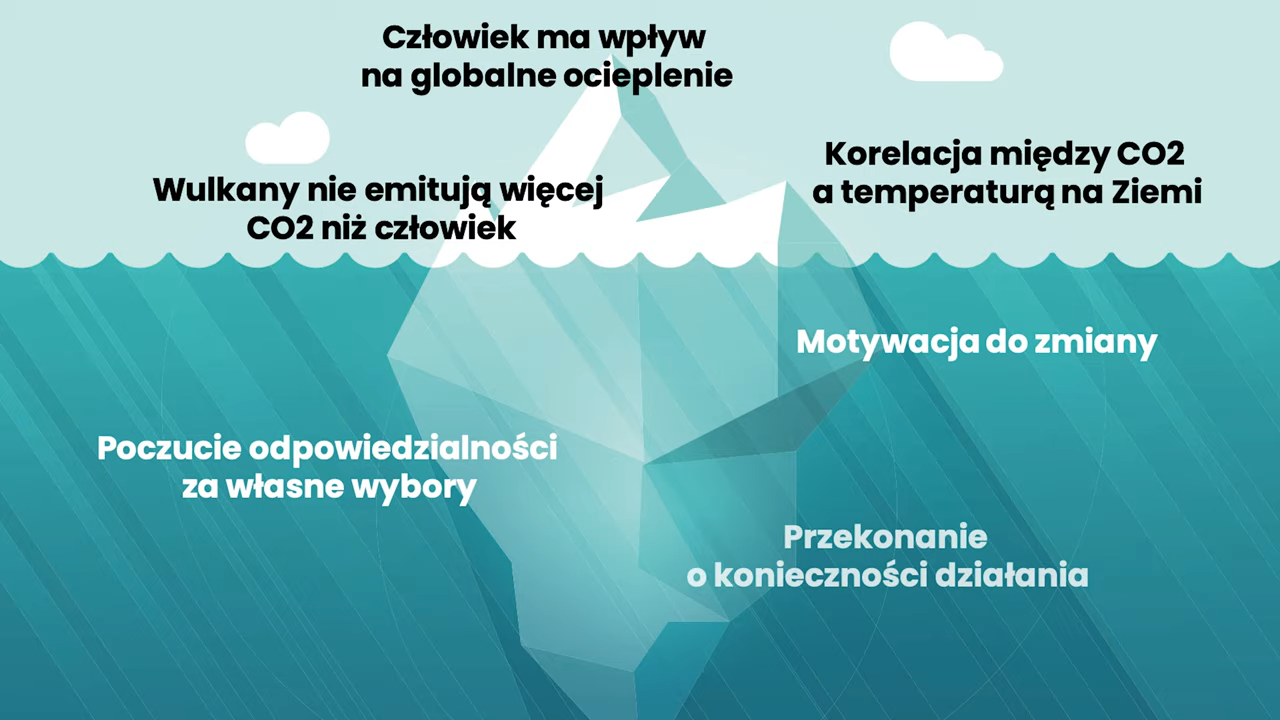 Człowiek ma wpływ
na globalne ocieplenie
Wulkany nie emitują więcej
CO2 niż człowiek
Korelacja między CO2
a temperaturą na Ziemi
Motywacja do zmiany
Poczucie odpowiedzialności
za własne wybory
Przekonanie
o konieczności działania